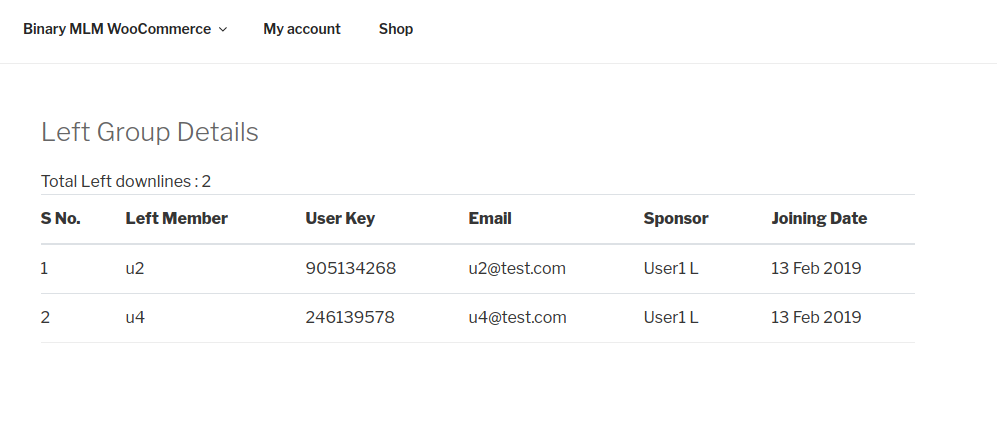 Binary MLM WooCommerce My account Shop
Left Group Details
Total Left downlines : 2
S No. Left Member User Key Email Sponsor Joining Date
1 u2 905134268 u2@test.com User1 L 13 Feb 2019
2 u4 246139578 u4@test.com User1 L 13 Feb 2019